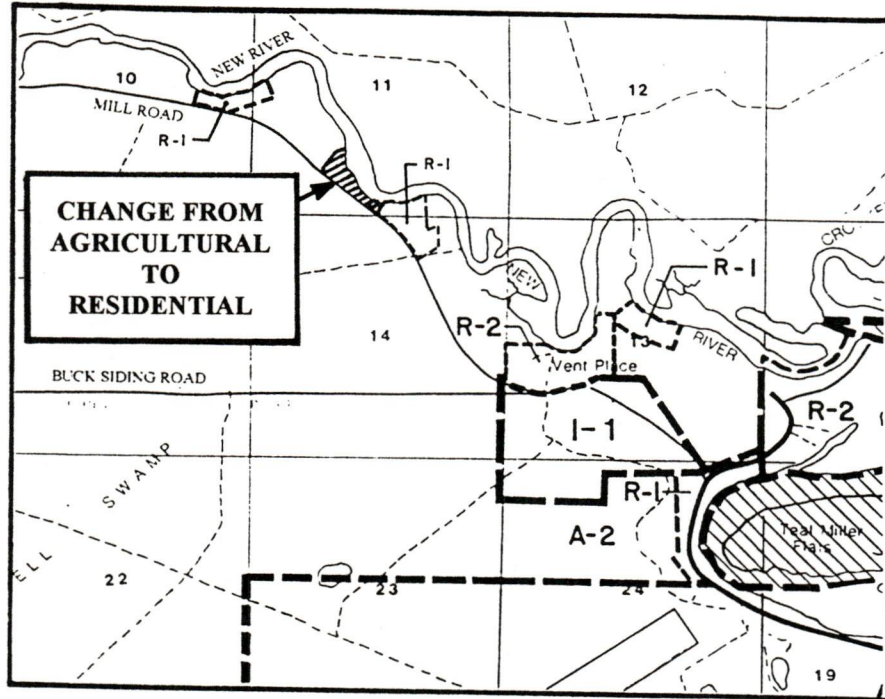 NEW RIVER
10
11
12
MILL ROAD
R-1
R-1
CHANGE FROM
AGRICULTURAL
TO
RESIDENTIAL
NEW
R-1
R-2
14
13
RIVER
Vent Place
BUCK SIDING ROAD
R-2
I-1
SWAMP
R-1
A-2
Teal Miller
Flats
22
23
24
19